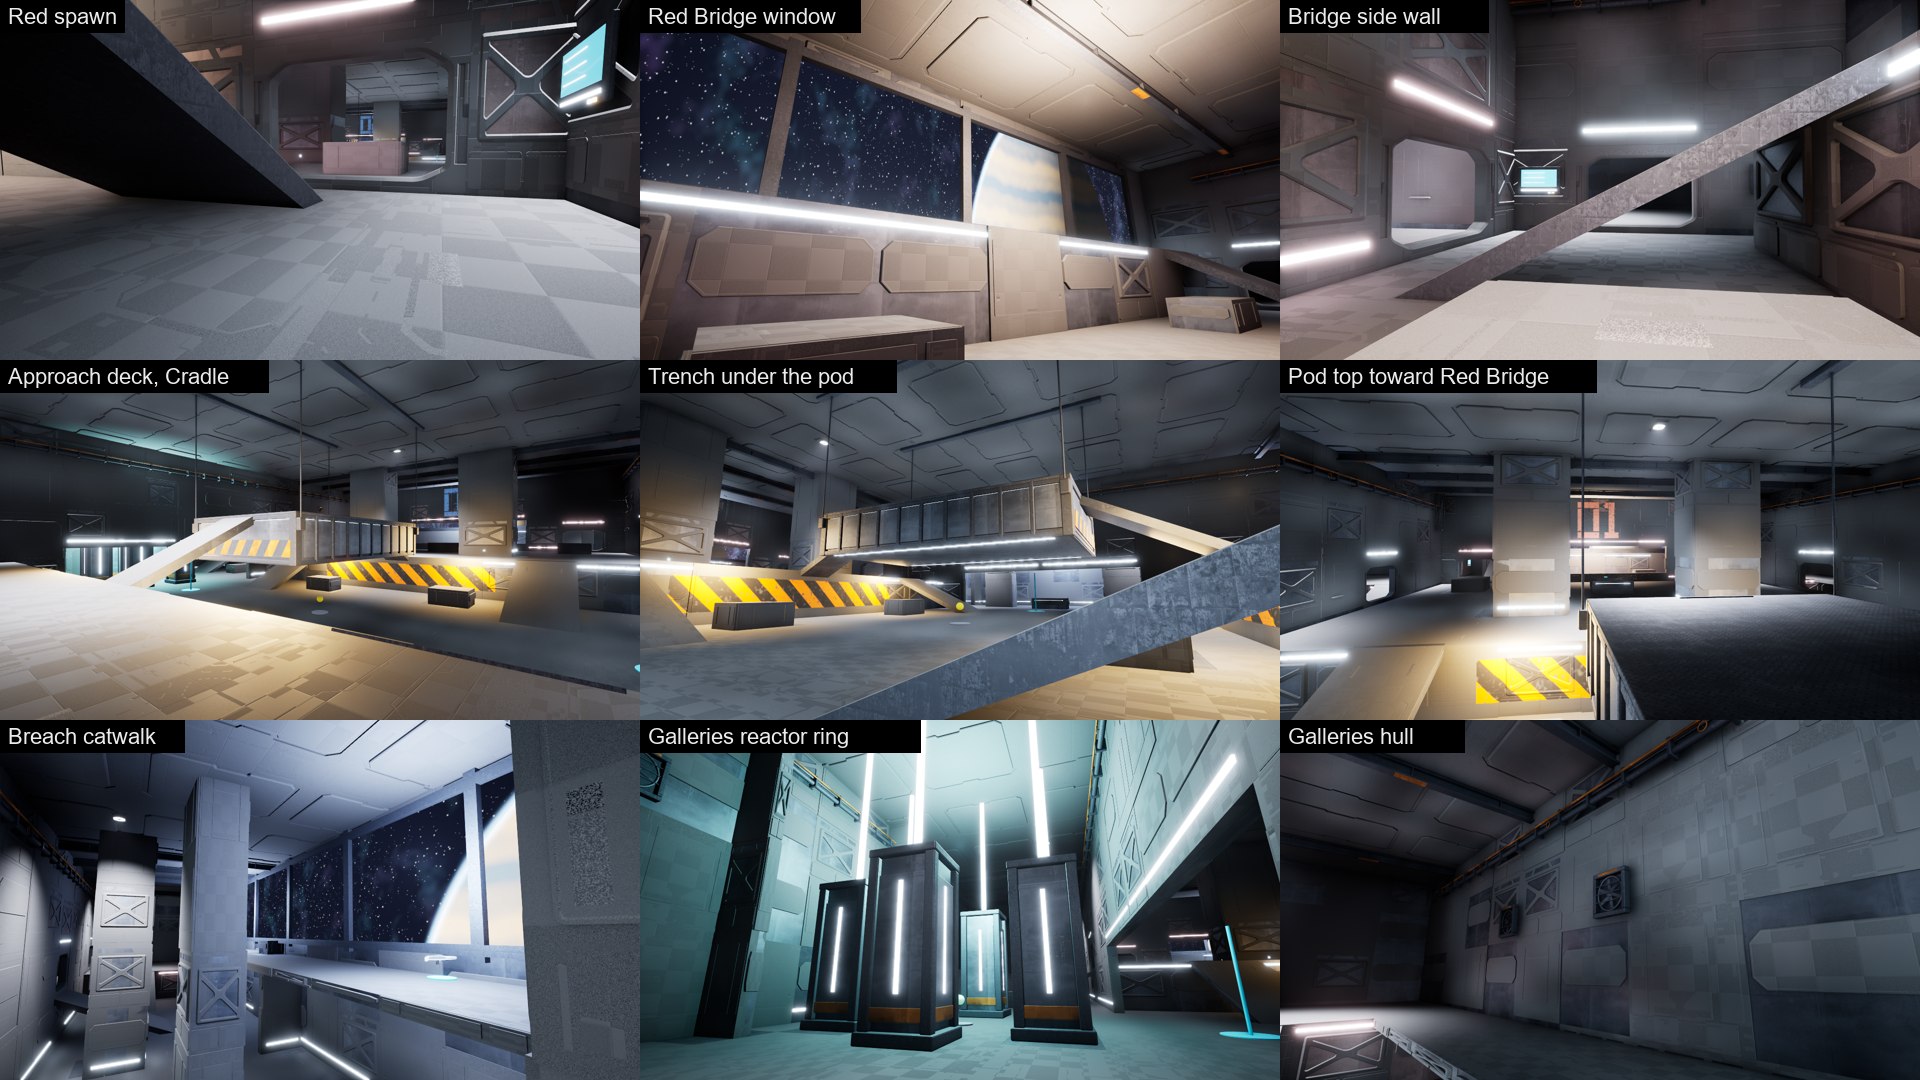 Red spawn
Red Bridge window
Bridge side wall
Approach deck, Cradle
Trench under the pod
Pod top toward Red Bridge
Breach catwalk
Galleries reactor ring
Galleries hull